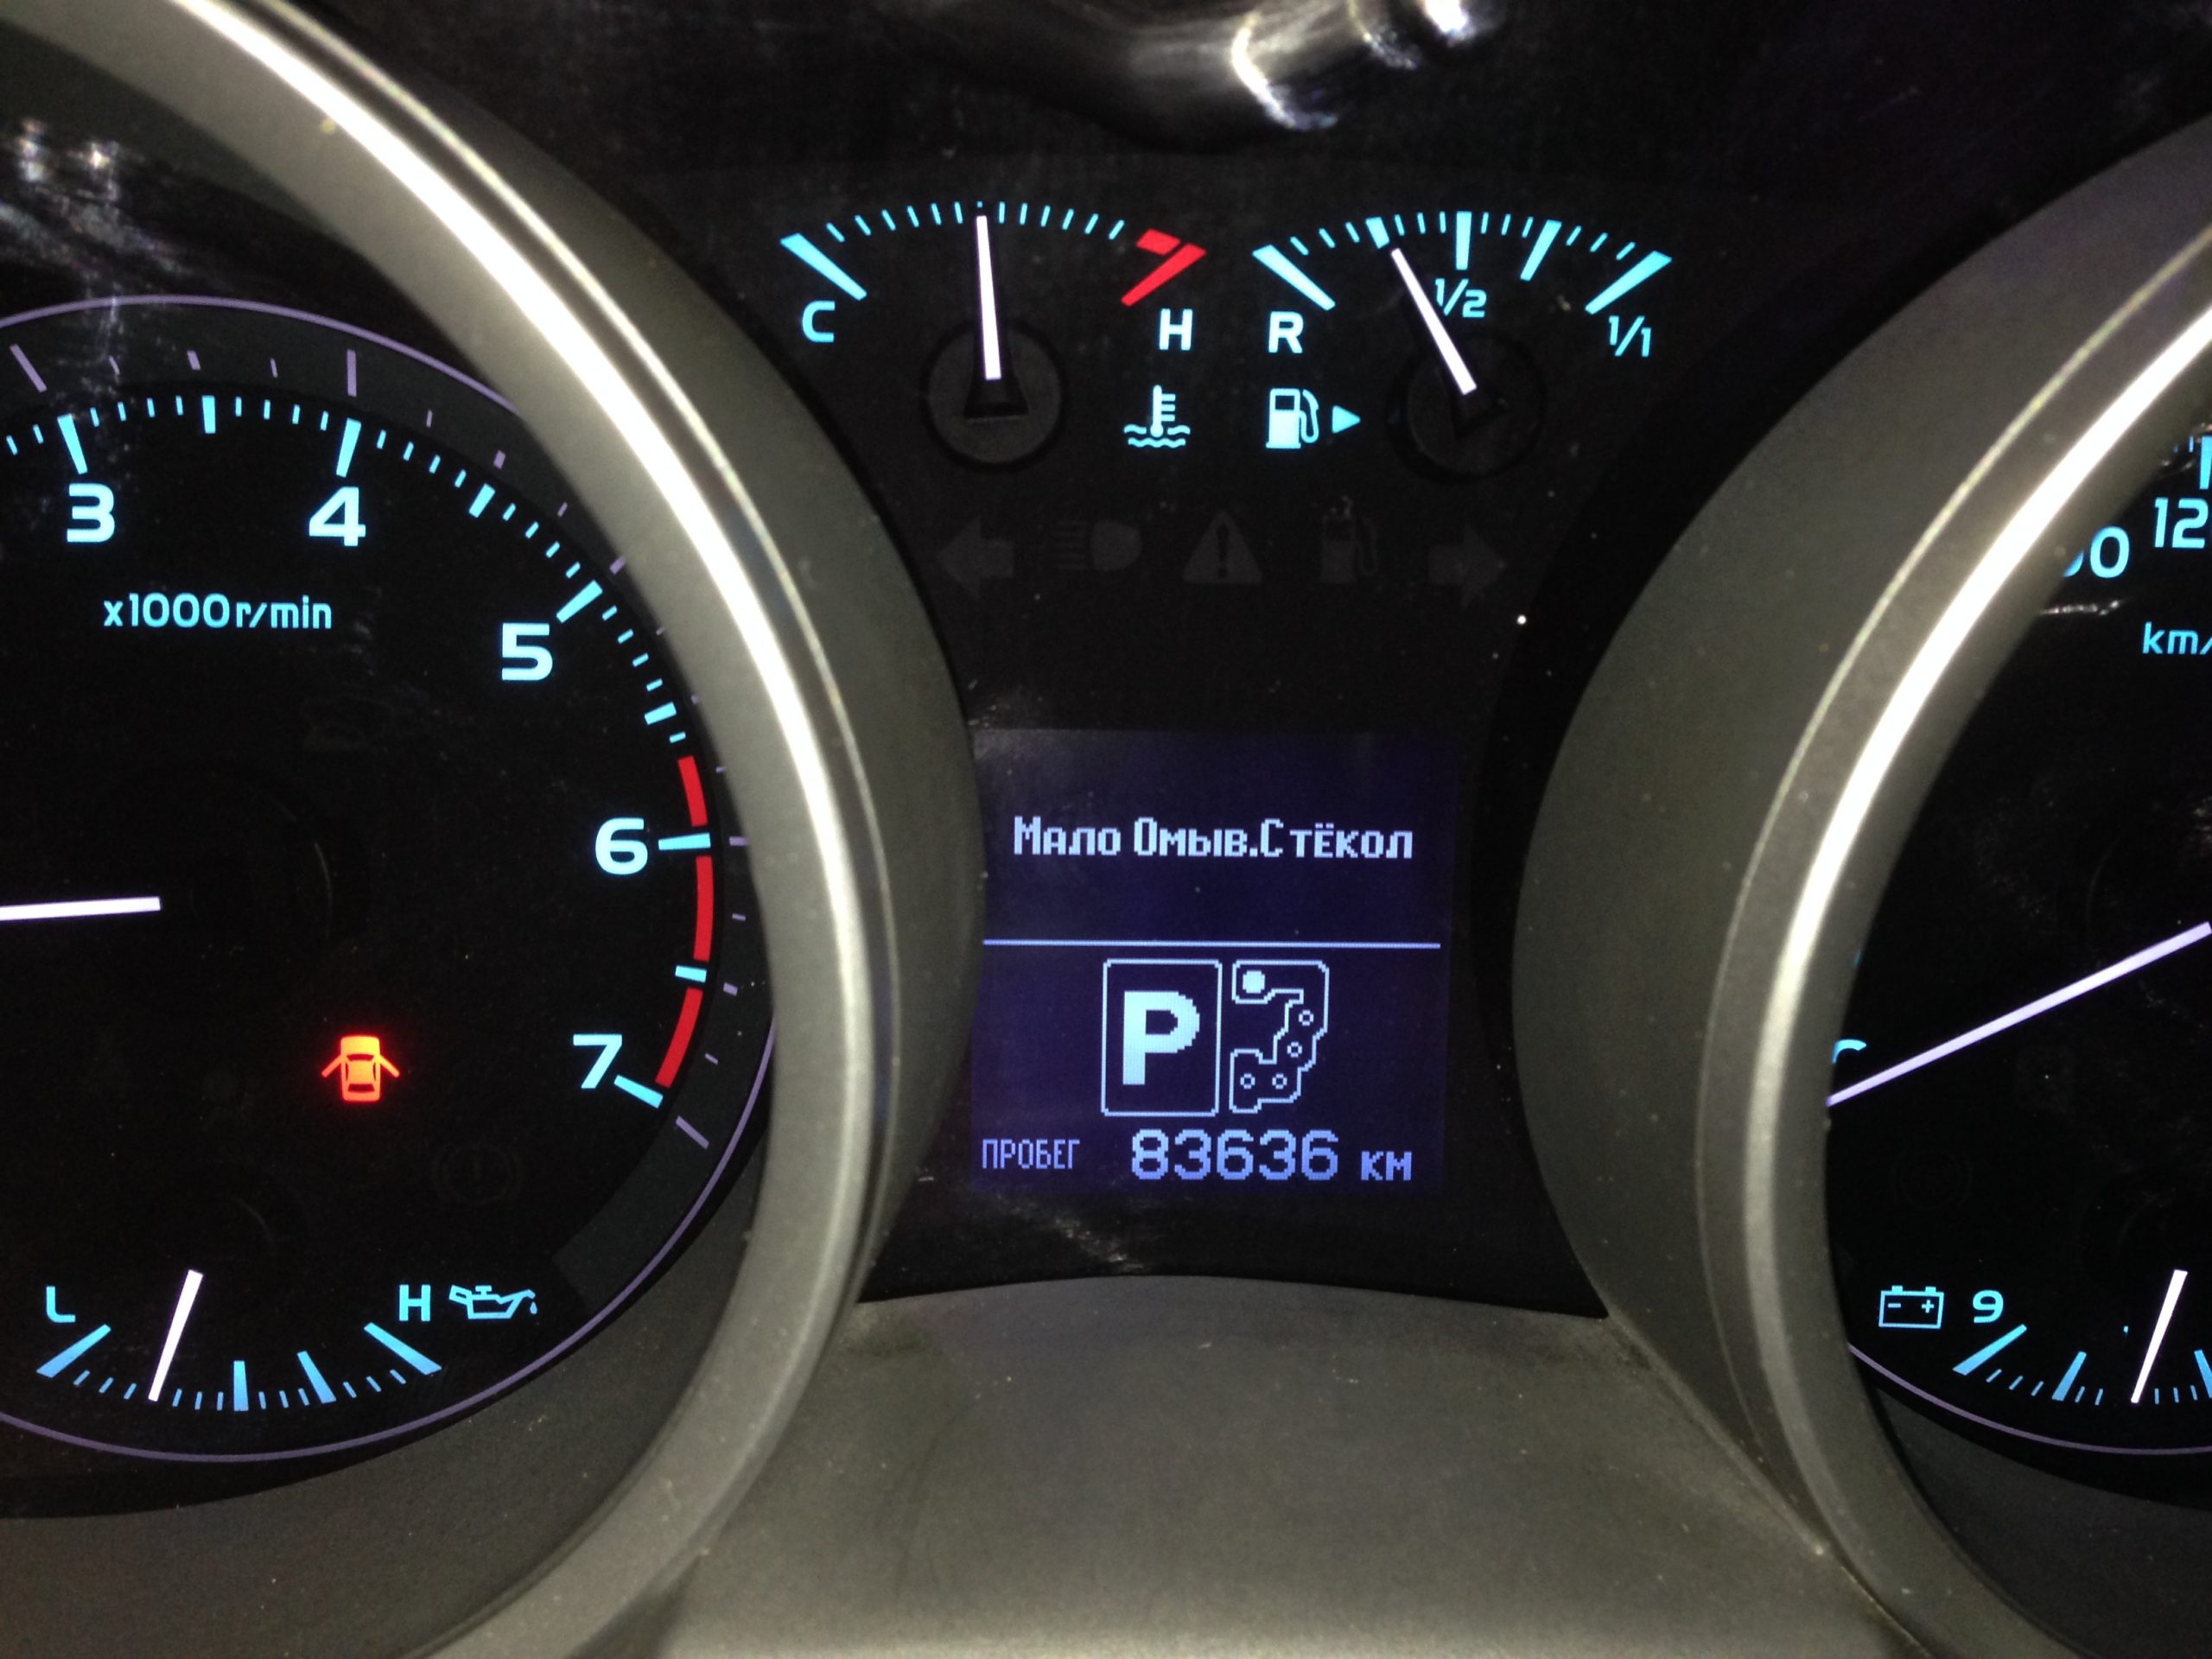 C H R 1/2 1/1
3 4
x1000r/min
5
6
7
12
km/
Мало Омыв.Стёкол
P
ПРОБЕГ 83636 км
L H
9